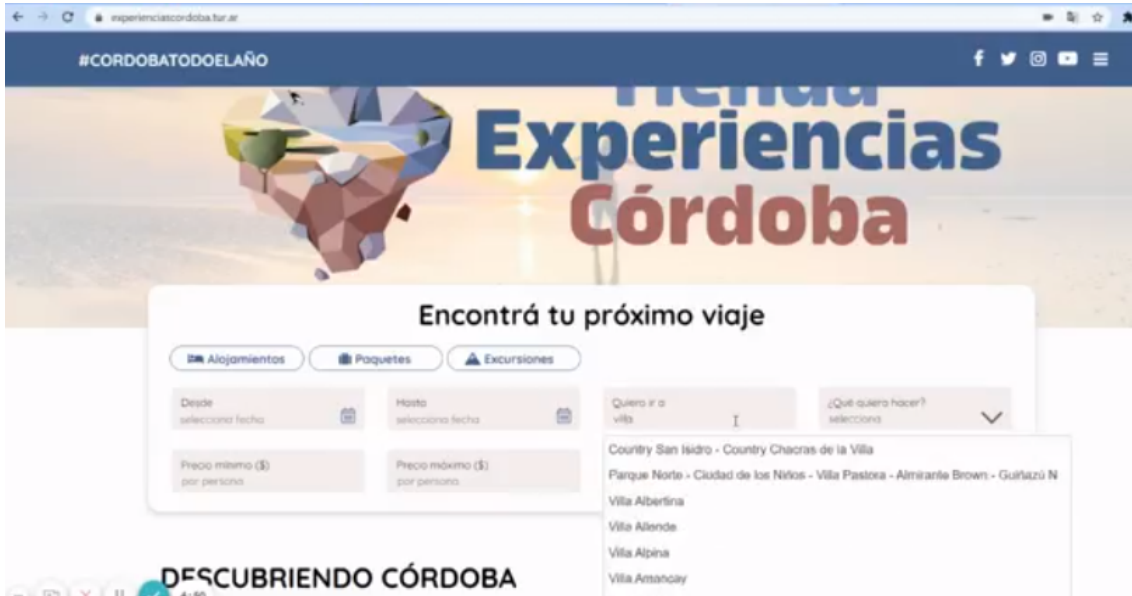 experienciascordoba.tur.ar
#CORDOBATODOELAÑO
Tienda
Experiencias
Córdoba
Encontrá tu próximo viaje
Alojamientos
Paquetes
Excursiones
Desde
selecciona fecha
Hasta
selecciona fecha
Quiero ir a
villa
¿Qué quiero hacer?
selecciona
Precio mínimo ($)
por persona
Precio máximo ($)
por persona
Country San Isidro - Country Chacras de la Villa
Parque Norte - Ciudad de los Niños - Villa Pastora - Almirante Brown - Guiñazú N
Villa Albertina
Villa Allende
Villa Alpina
Villa Amancay
DESCUBRIENDO CÓRDOBA